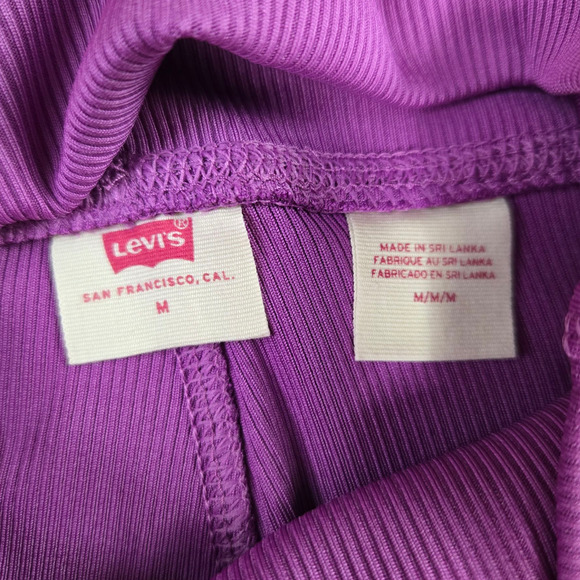 Levi's®
SAN FRANCISCO, CAL.
M
MADE IN SRI LANKA
FABRIQUE AU SRI LANKA
FABRICADO EN SRI LANKA
M/M/M